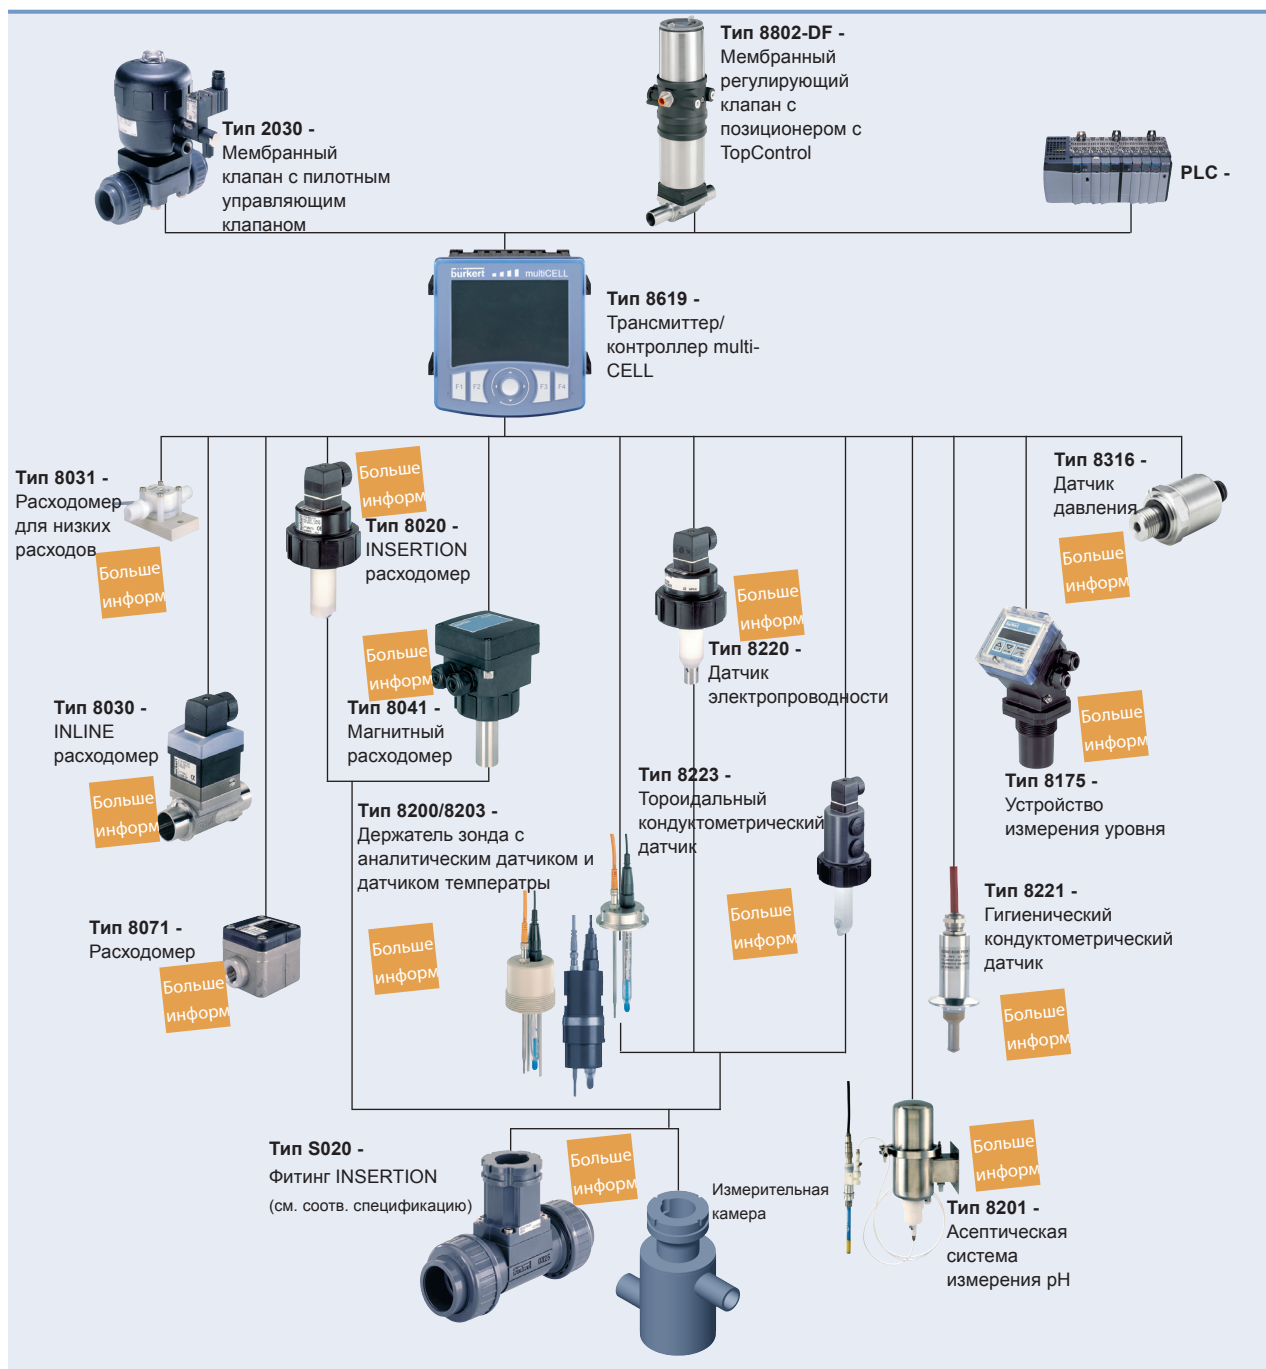 Тип 8802-DF -
Мембранный
регулирующий
клапан с
позиционером с
TopControl
Тип 2030 -
Мембранный
клапан с пилотным
управляющим
клапаном
PLC -
bürkert
multiCELL
F1
F2
F3
F4
Тип 8619 -
Трансмиттер/
контроллер multi-
CELL
Тип 8031 -
Расходомер
для низких
расходов
Больше
информ
Больше
информ
Тип 8020 -
INSERTION
расходомер
Тип 8316 -
Датчик
давления
Больше
информ
Больше
информ
Тип 8220 -
Датчик
электропроводности
Больше
информ
Тип 8041 -
Магнитный
расходомер
Тип 8030 -
INLINE
расходомер
Больше
информ
Больше
информ
Тип 8175 -
Устройство
измерения уровня
Тип 8223 -
Тороидальный
кондуктометрический
датчик
Больше
информ
Тип 8200/8203 -
Держатель зонда с
аналитическим датчиком и
датчиком температры
Больше
информ
Тип 8071 -
Расходомер
Больше
информ
Тип 8221 -
Гигиенический
кондуктометрический
датчик
Больше
информ
Тип S020 -
Фитинг INSERTION
(см. соотв. спецификацию)
Больше
информ
Измерительная
камера
Больше
информ
Тип 8201 -
Асептическая
система
измерения pH